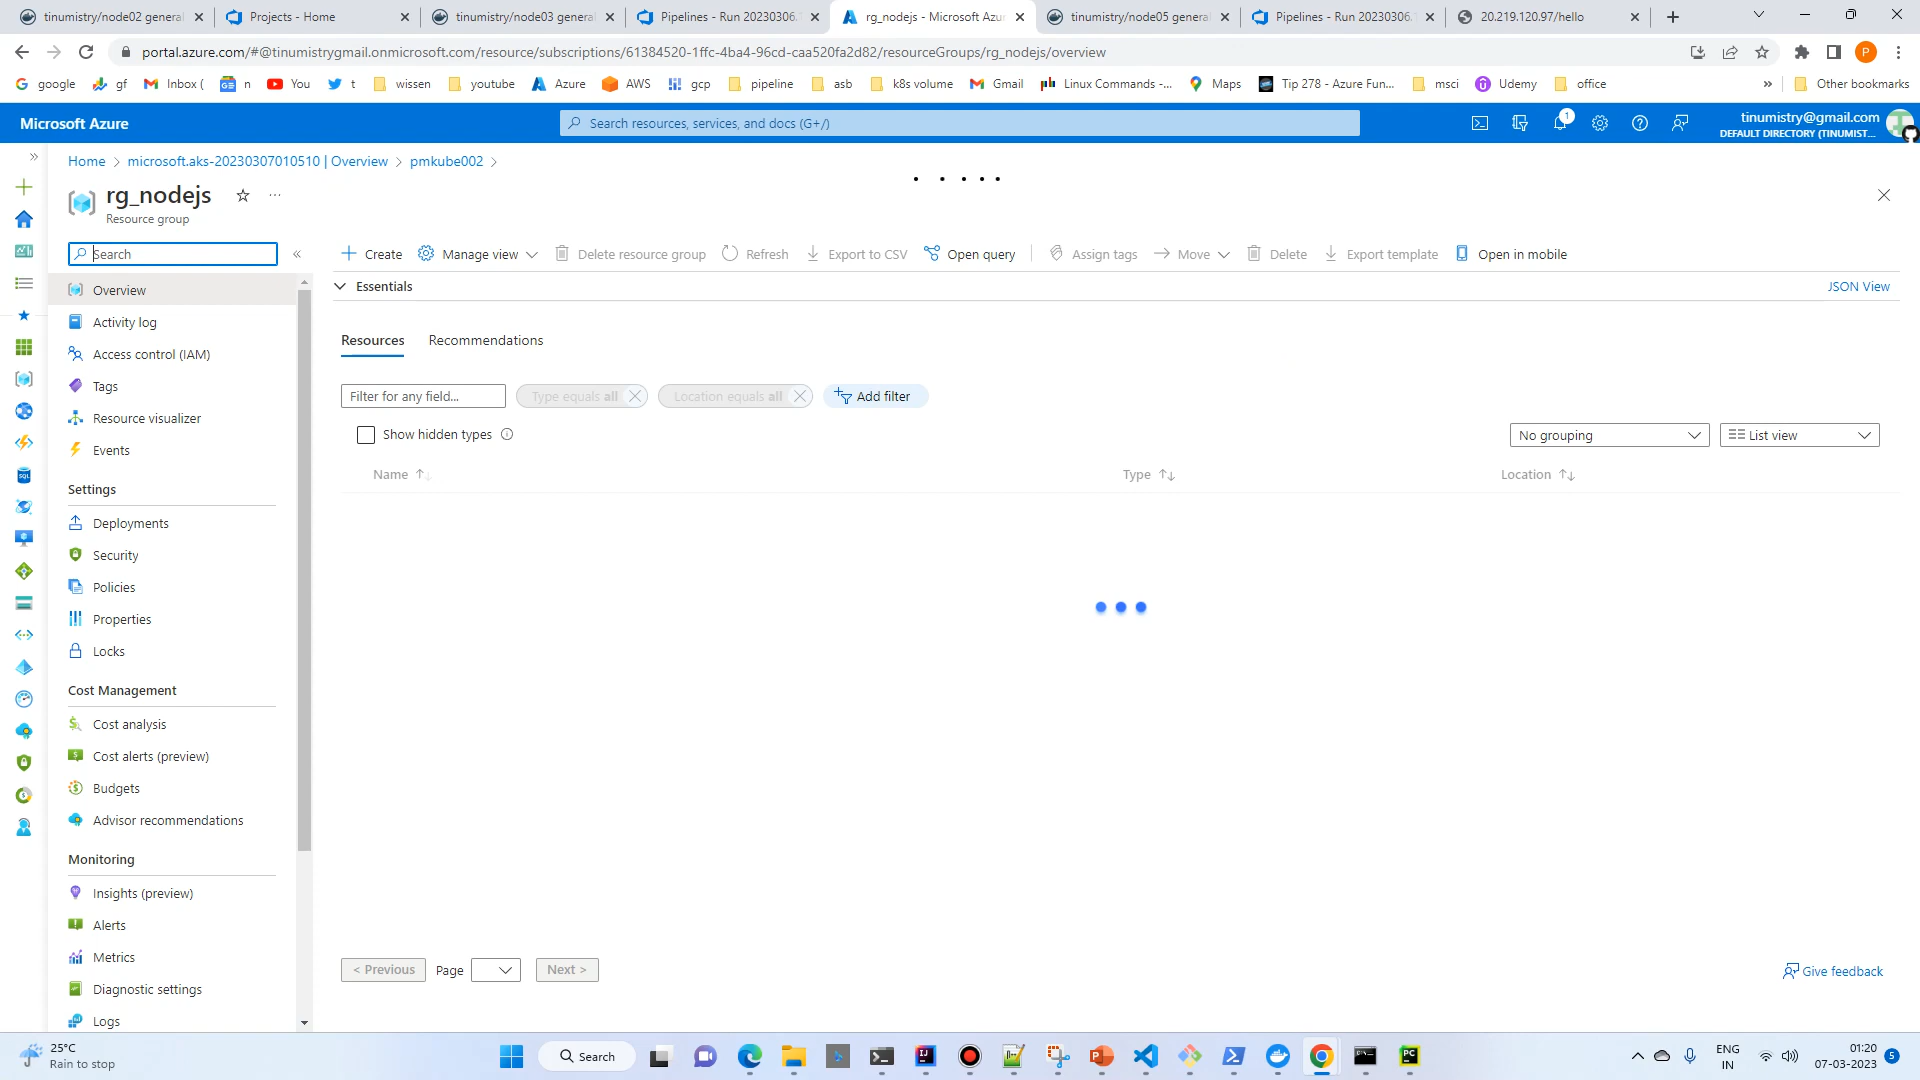 tinumistry/node02 general
Projects - Home
tinumistry/node03 general
Pipelines - Run 20230306.
rg_nodejs - Microsoft Azu
tinumistry/node05 general
Pipelines - Run 20230306.
20.219.120.97/hello
portal.azure.com/#@tinumistrygmail.onmicrosoft.com/resource/subscriptions/61384520-1ffc-4ba4-96cd-caa520fa2d82/resourceGroups/rg_nodejs/overview
P
google
gf
Inbox (
n
You
t
wissen
youtube
Azure
AWS
gcp
pipeline
asb
k8s volume
Gmail
Linux Commands -...
Maps
Tip 278 - Azure Fun...
msci
Udemy
office
»
Other bookmarks
Microsoft Azure
Search resources, services, and docs (G+/)
1
tinumistry@gmail.com
DEFAULT DIRECTORY (TINUMIST...
Home > microsoft.aks-20230307010510 | Overview > pmkube002 >
rg_nodejs
Resource group
Search
Create
Manage view
Delete resource group
Refresh
Export to CSV
Open query
Assign tags
Move
Delete
Export template
Open in mobile
Overview
Activity log
Access control (IAM)
Tags
Resource visualizer
Events
Settings
Deployments
Security
Policies
Properties
Locks
Cost Management
Cost analysis
Cost alerts (preview)
Budgets
Advisor recommendations
Monitoring
Insights (preview)
Alerts
Metrics
Diagnostic settings
Logs
Essentials
JSON View
Resources
Recommendations
Filter for any field...
Type equals all
Location equals all
Add filter
Show hidden types
No grouping
List view
Name
Type
Location
< Previous
Page
Next >
Give feedback
25°C
Rain to stop
Search
ENG
IN
01:20
07-03-2023
5